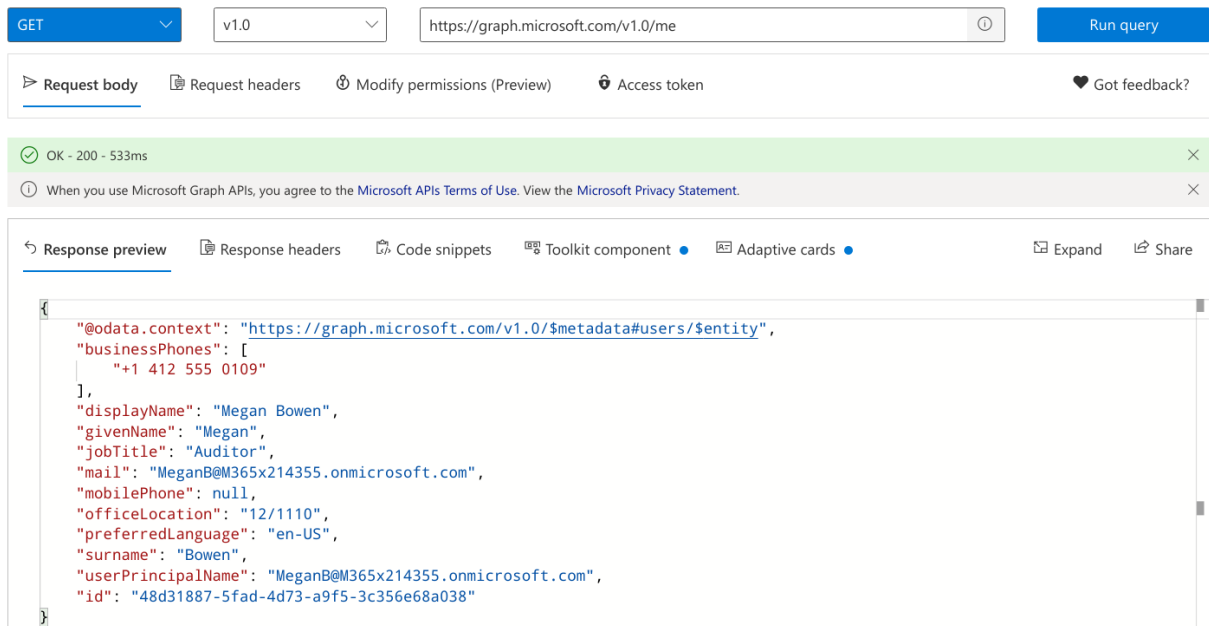 GET v1.0 https://graph.microsoft.com/v1.0/me Run query
Request body Request headers Modify permissions (Preview) Access token Got feedback?
OK - 200 - 533ms
When you use Microsoft Graph APIs, you agree to the Microsoft APIs Terms of Use. View the Microsoft Privacy Statement.
Response preview Response headers Code snippets Toolkit component Adaptive cards Expand Share
{
"@odata.context": "https://graph.microsoft.com/v1.0/$metadata#users/$entity",
"businessPhones": [
"+1 412 555 0109"
],
"displayName": "Megan Bowen",
"givenName": "Megan",
"jobTitle": "Auditor",
"mail": "MeganB@M365x214355.onmicrosoft.com",
"mobilePhone": null,
"officeLocation": "12/1110",
"preferredLanguage": "en-US",
"surname": "Bowen",
"userPrincipalName": "MeganB@M365x214355.onmicrosoft.com",
"id": "48d31887-5fad-4d73-a9f5-3c356e68a038"
}